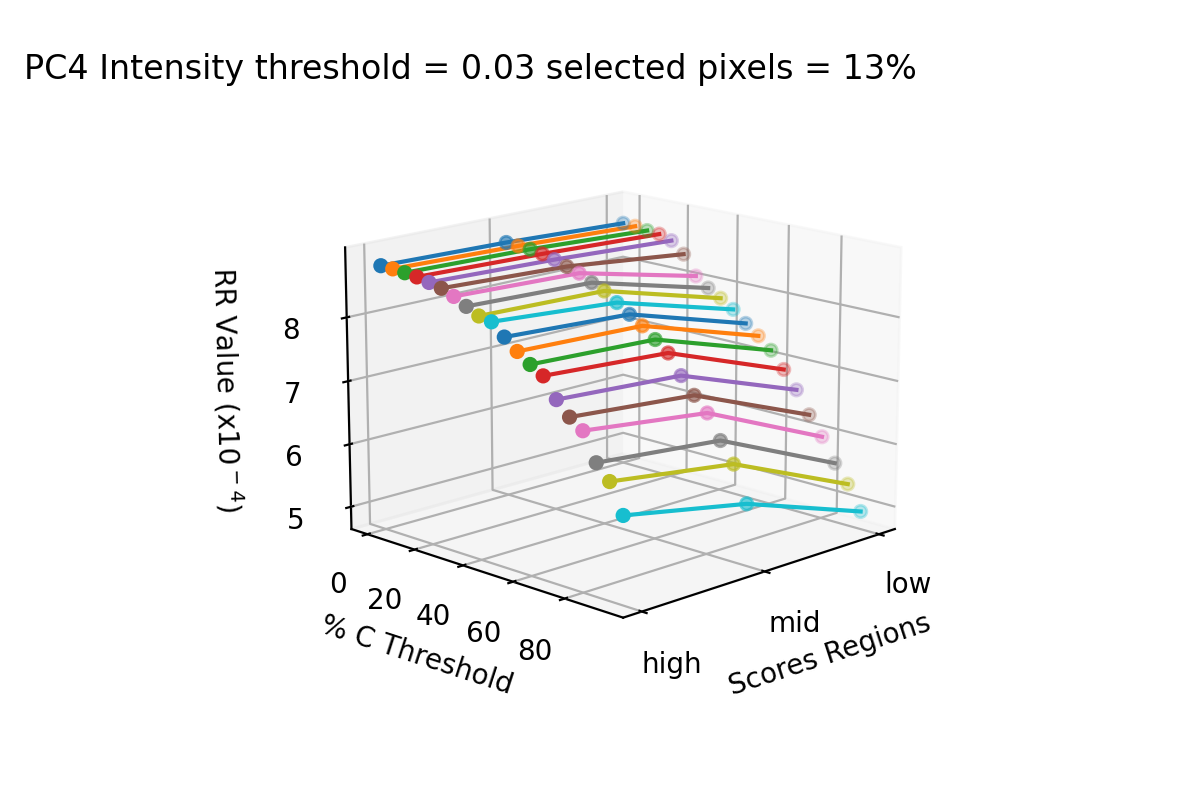 PC4 Intensity threshold = 0.03 selected pixels = 13%
RR Value (x10⁻⁴)
8
7
6
5
0
20
40
60
80
% C Threshold
high
mid
low
Scores Regions